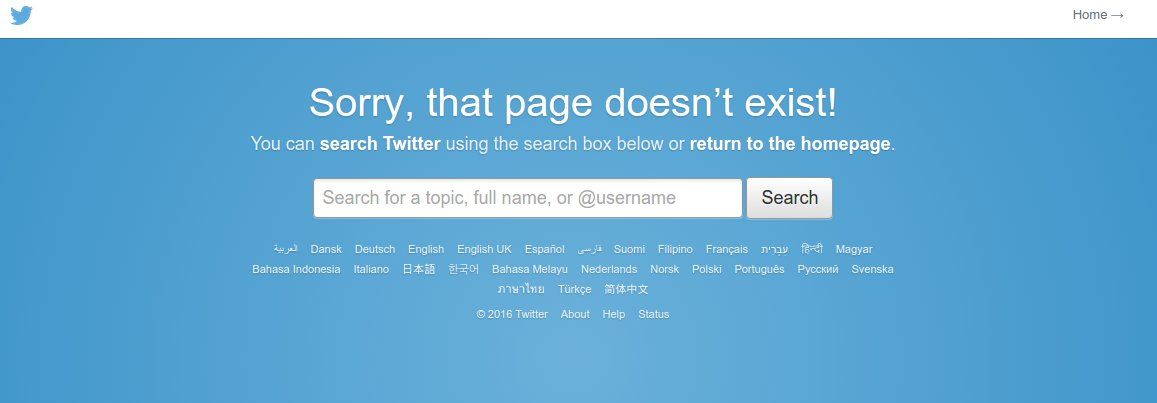 Home →
Sorry, that page doesn’t exist!
You can search Twitter using the search box below or return to the homepage.
Search for a topic, full name, or @username Search
العربية Dansk Deutsch English English UK Español فارسی Suomi Filipino Français עִבְרִית हिन्दी Magyar
Bahasa Indonesia Italiano 日本語 한국어 Bahasa Melayu Nederlands Norsk Polski Português Русский Svenska
ภาษาไทย Türkçe 简体中文
© 2016 Twitter About Help Status